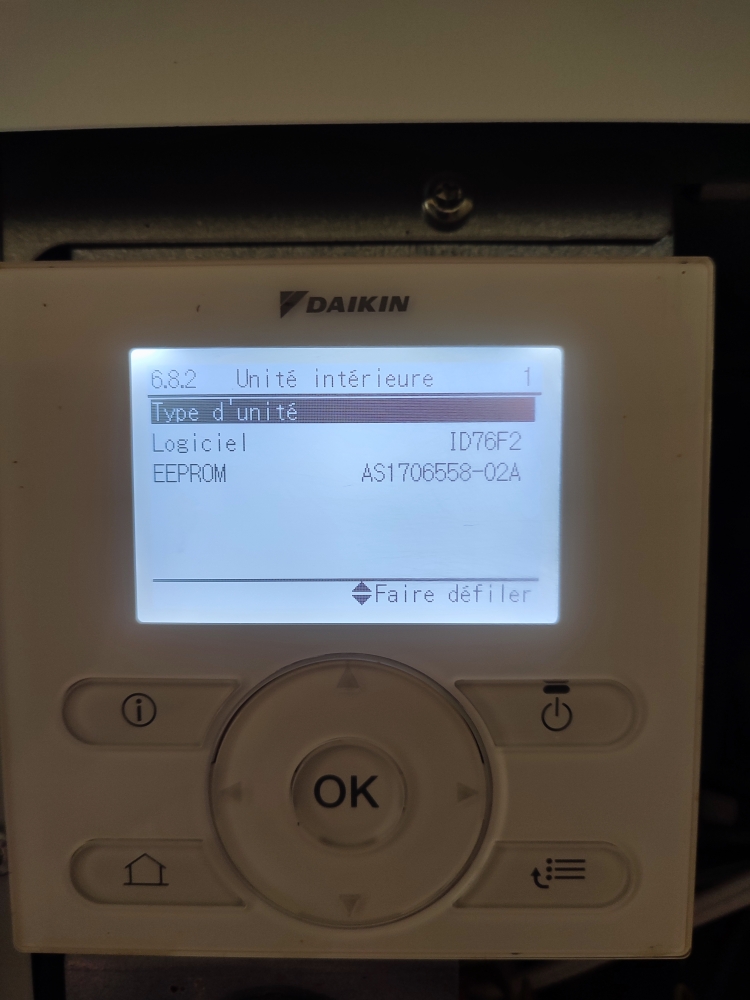 DAIKIN
6.8.2 Unité intérieure 1
Type d'unité
Logiciel ID76F2
EEPROM AS1706558-02A
Faire défiler
OK